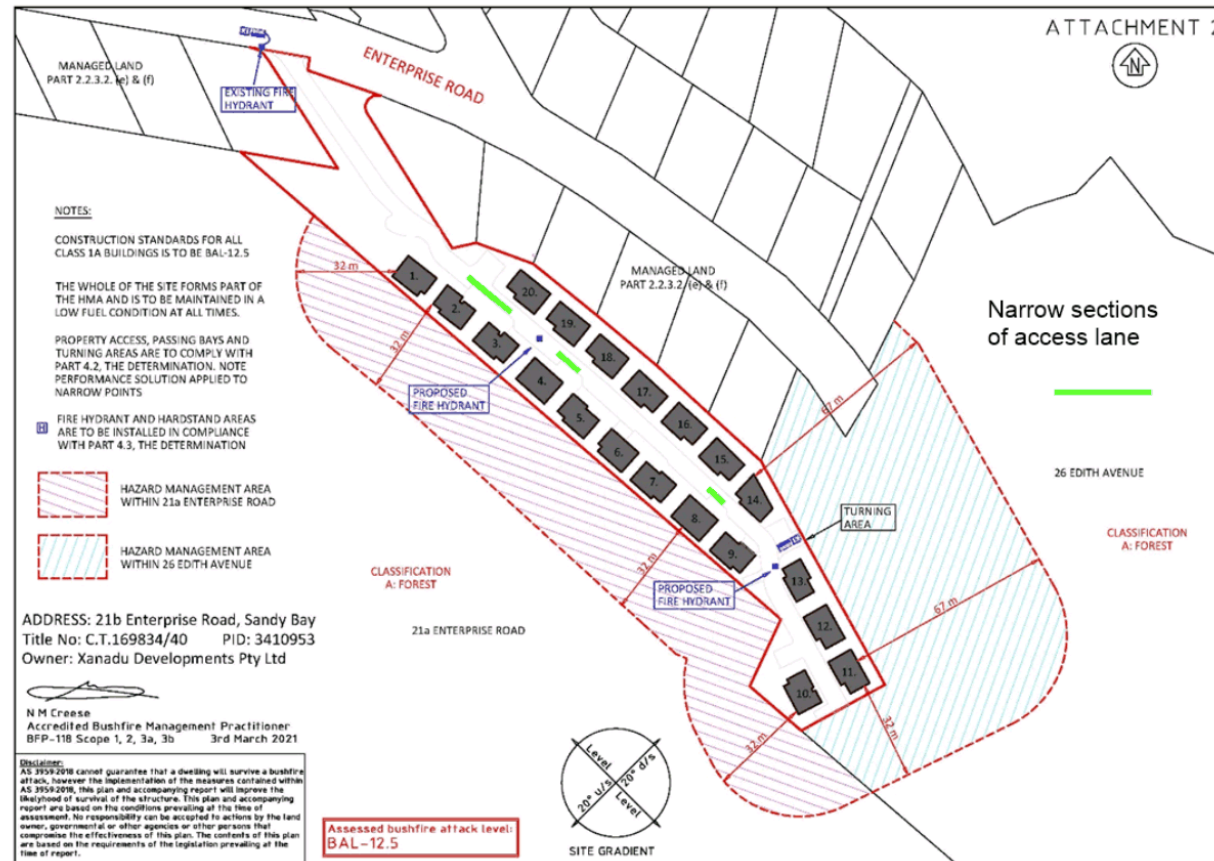 ATTACHMENT 2
N
ENTERPRISE ROAD
MANAGED LAND
PART 2.2.3.2. (e) & (f)
EXISTING FIRE
HYDRANT
NOTES:
CONSTRUCTION STANDARDS FOR ALL
CLASS 1A BUILDINGS IS TO BE BAL-12.5
THE WHOLE OF THE SITE FORMS PART OF
THE HMA AND IS TO BE MAINTAINED IN A
LOW FUEL CONDITION AT ALL TIMES.
PROPERTY ACCESS, PASSING BAYS AND
TURNING AREAS ARE TO COMPLY WITH
PART 4.2, THE DETERMINATION. NOTE
PERFORMANCE SOLUTION APPLIED TO
NARROW POINTS
H
FIRE HYDRANT AND HARDSTAND AREAS
ARE TO BE INSTALLED IN COMPLIANCE
WITH PART 4.3, THE DETERMINATION
HAZARD MANAGEMENT AREA
WITHIN 21a ENTERPRISE ROAD
HAZARD MANAGEMENT AREA
WITHIN 26 EDITH AVENUE
32 m
32 m
1.
2.
3.
4.
5.
6.
7.
8.
9.
10.
11.
12.
13.
14.
15.
16.
17.
18.
19.
20.
MANAGED LAND
PART 2.2.3.2. (e) & (f)
PROPOSED
FIRE HYDRANT
Narrow sections
of access lane
67 m
26 EDITH AVENUE
TURNING
AREA
CLASSIFICATION
A: FOREST
CLASSIFICATION
A: FOREST
32 m
PROPOSED
FIRE HYDRANT
67 m
21a ENTERPRISE ROAD
32 m
32 m
ADDRESS: 21b Enterprise Road, Sandy Bay
Title No: C.T.169834/40 PID: 3410953
Owner: Xanadu Developments Pty Ltd
N M Creese
Accredited Bushfire Management Practitioner
BFP-118 Scope 1, 2, 3a, 3b 3rd March 2021
Disclaimer:
AS 3959:2018 cannot guarantee that a dwelling will survive a bushfire
attack, however the implementation of the measures contained within
AS 3959:2018, this plan and accompanying report will improve the
likelyhood of survival of the structure. This plan and accompanying
report are based on the conditions prevailing at the time of
assessment. No responsibility can be accepted to actions by the land
owner, governmental or other agencies or other persons that
compromise the effectiveness of this plan. The contents of this plan
are based on the requirements of the legislation prevailing at the
time of report.
Assessed bushfire attack level:
BAL-12.5
Level
20° d/s
20° u/s
Level
SITE GRADIENT